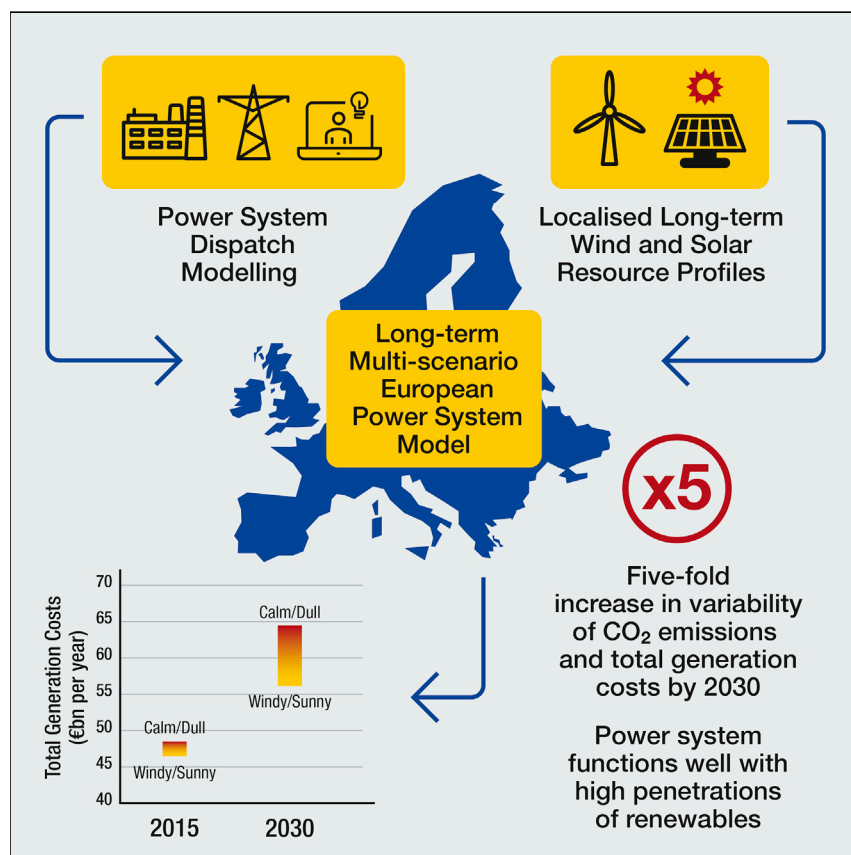 Power System
Dispatch
Modelling
Localised Long-term
Wind and Solar
Resource Profiles
Long-term
Multi-scenario
European
Power System
Model
x5
Five-fold
increase in variability
of CO₂ emissions
and total generation
costs by 2030
Power system
functions well with
high penetrations
of renewables
Total Generation Costs
(€bn per year)
70
65
60
55
50
45
40
Calm/Dull
Windy/Sunny
Calm/Dull
Windy/Sunny
2015
2030